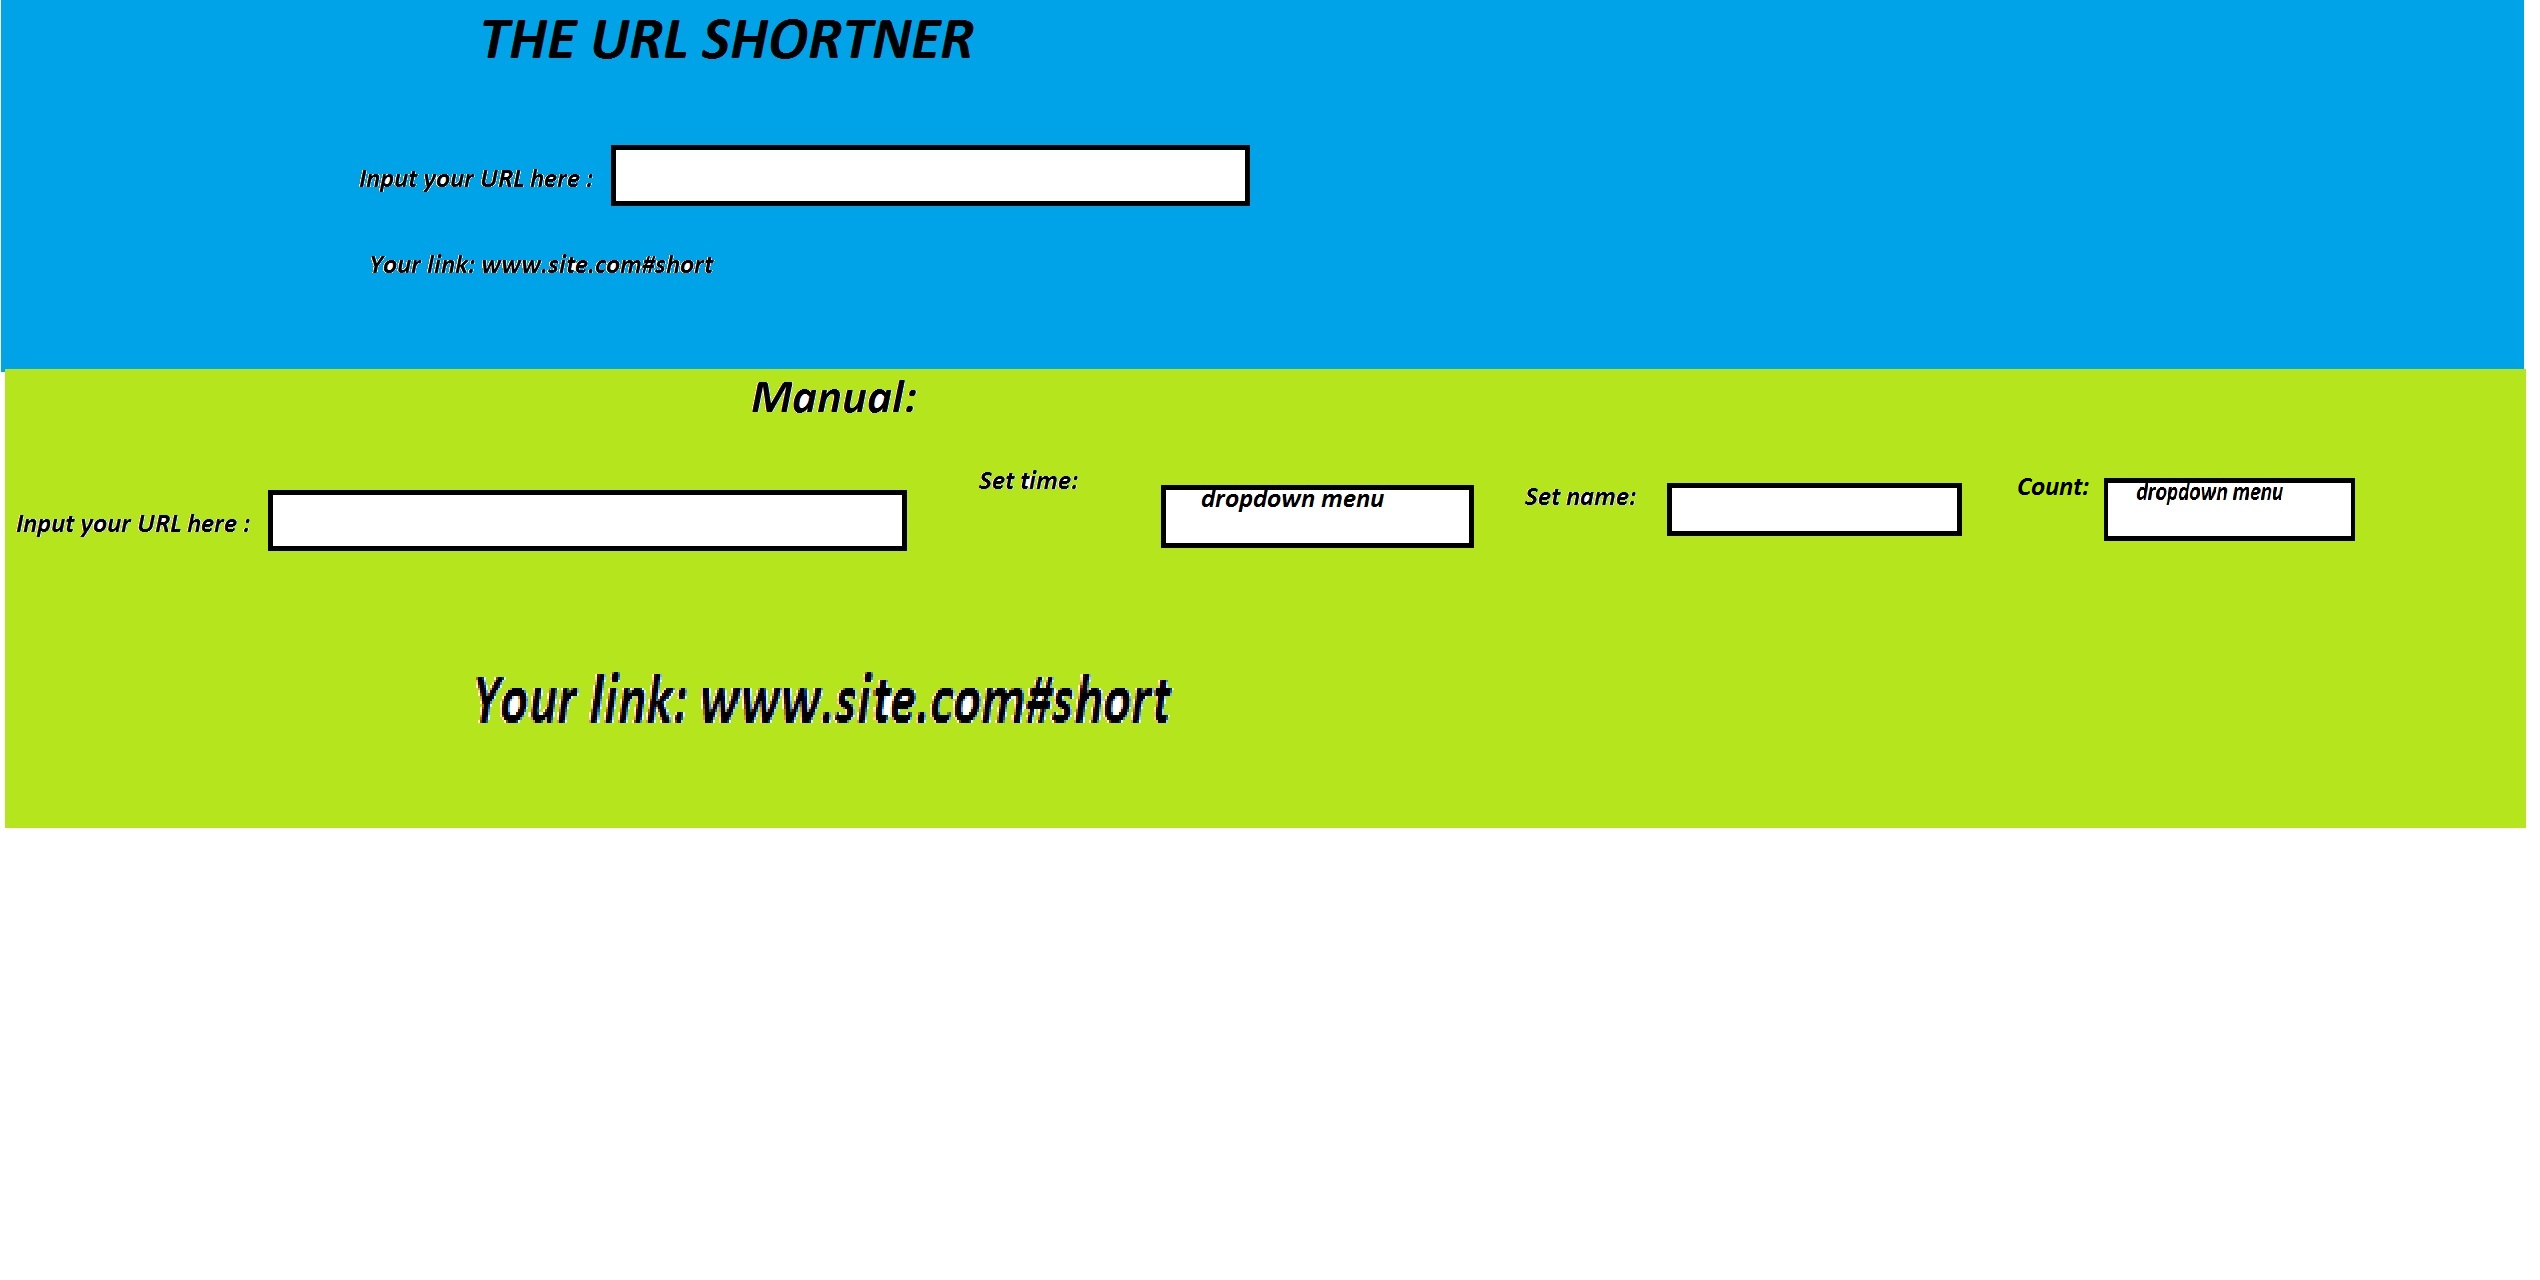 THE URL SHORTNER
Input your URL here :
Your link: www.site.com#short
Manual:
Input your URL here :
Set time:
dropdown menu
Set name:
Count:
dropdown menu
Your link: www.site.com#short